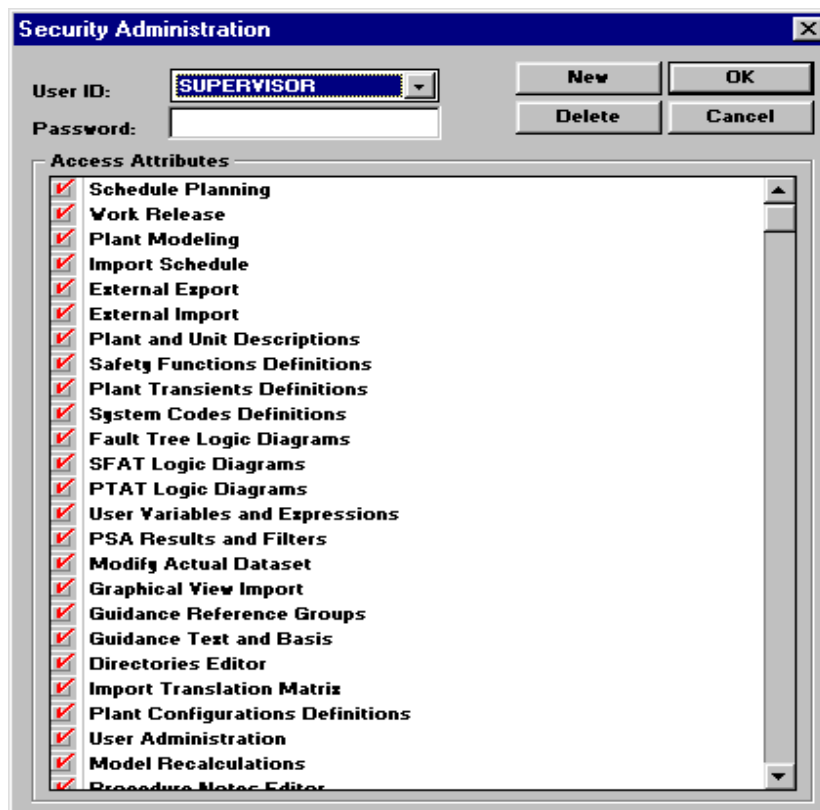 Security Administration
User ID: SUPERVISOR New OK
Password: Delete Cancel
Access Attributes
Schedule Planning
Work Release
Plant Modeling
Import Schedule
External Export
External Import
Plant and Unit Descriptions
Safety Functions Definitions
Plant Transients Definitions
System Codes Definitions
Fault Tree Logic Diagrams
SFAT Logic Diagrams
PTAT Logic Diagrams
User Variables and Expressions
PSA Results and Filters
Modify Actual Dataset
Graphical View Import
Guidance Reference Groups
Guidance Text and Basis
Directories Editor
Import Translation Matrix
Plant Configurations Definitions
User Administration
Model Recalculations
Procedure Notes Editor